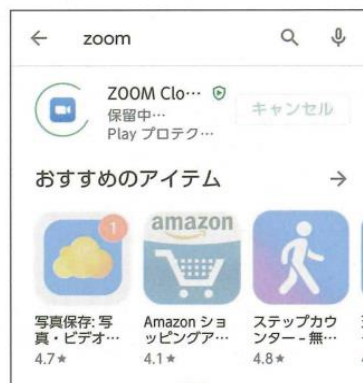 zoom
ZOOM Clo…
保留中…
Play プロテク…
キャンセル
おすすめのアイテム
1
amazon
写真保存: 写
真・ビデオ…
4.7★
Amazon ショ
ッピングア…
4.1★
ステップカウ
ンター - 無…
4.8★